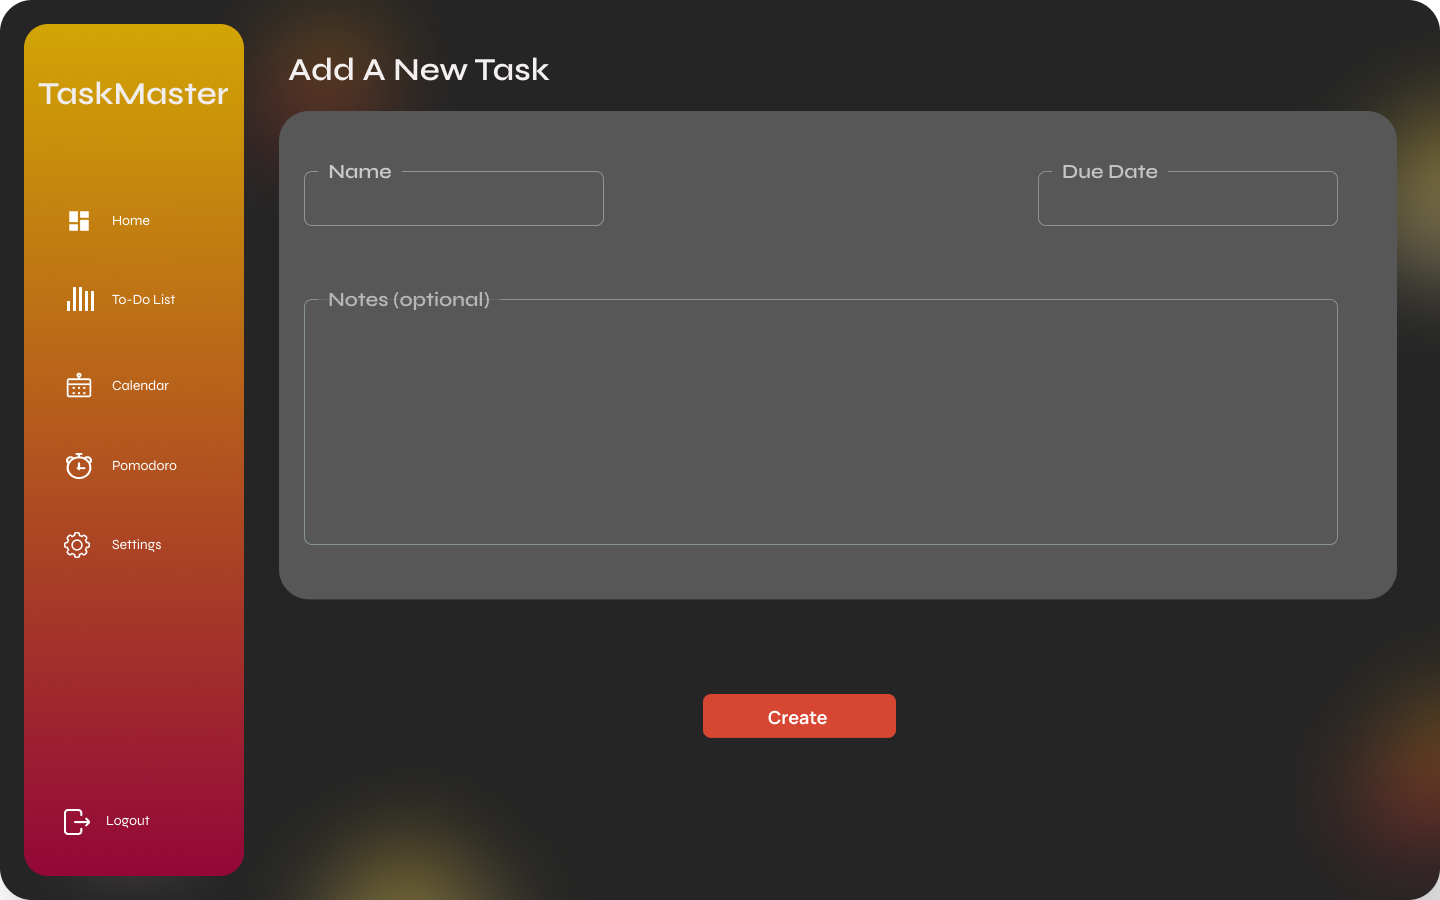 TaskMaster
Home
To-Do List
Calendar
Pomodoro
Settings
Logout
Add A New Task
Name
Due Date
Notes (optional)
Create